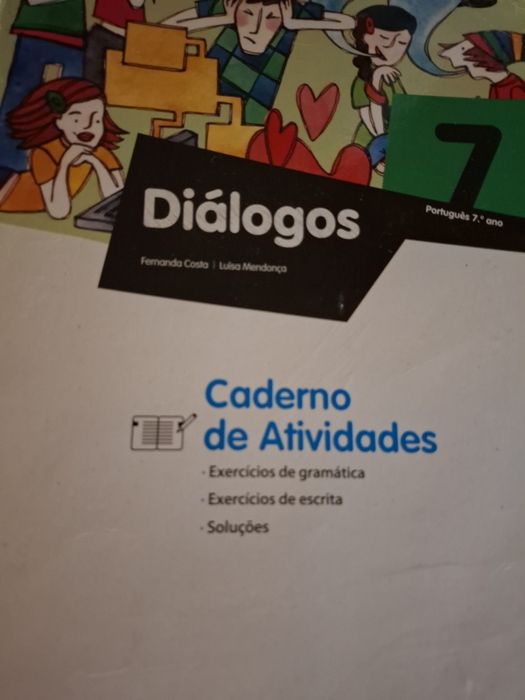 7
Português 7.º ano
Diálogos
Fernanda Costa | Luísa Mendonça
Caderno
de Atividades
· Exercícios de gramática
· Exercícios de escrita
· Soluções